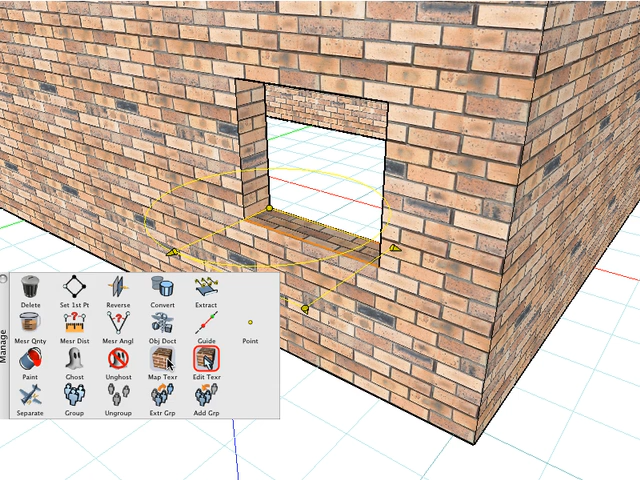 Delete Set 1st Pt Reverse Convert Extract
Mesr Qnty Mesr Dist Mesr Angl Obj Doct Guide Point
Manage
Paint Ghost Unghost Map Texr Edit Texr
Separate Group Ungroup Extr Grp Add Grp